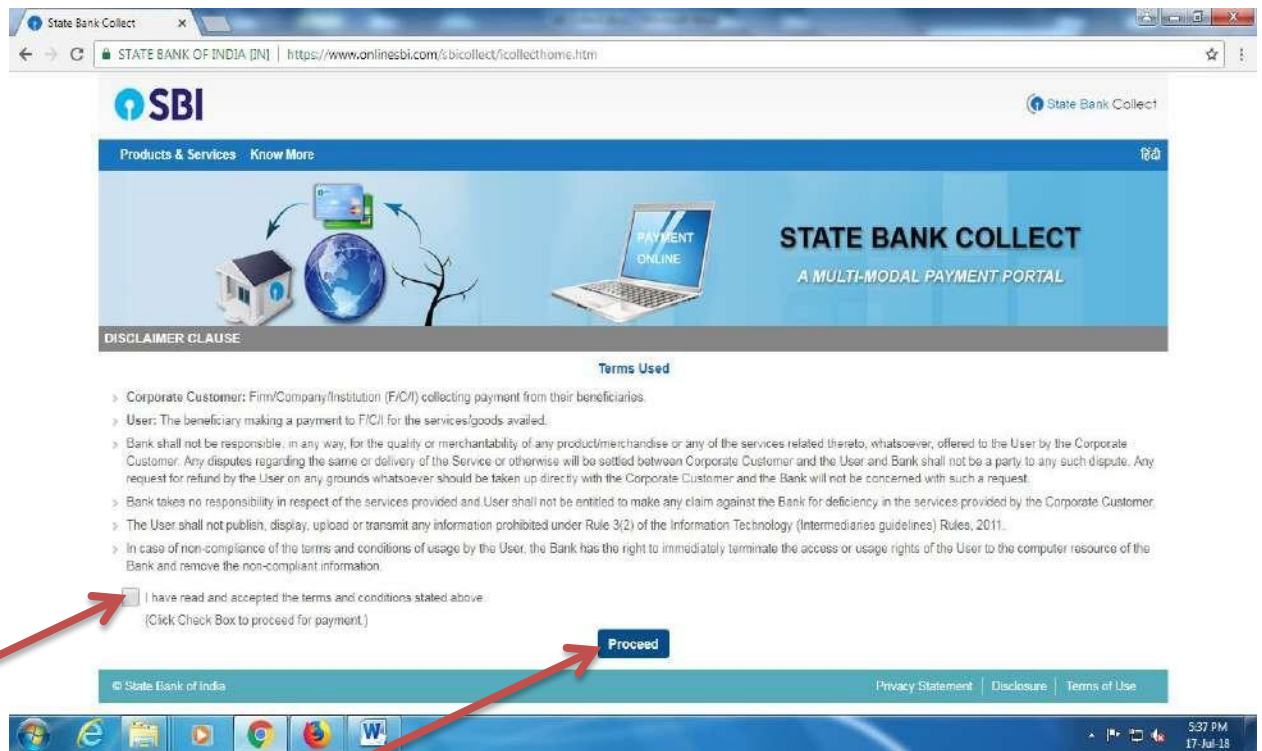 State Bank Collect
STATE BANK OF INDIA [IN] | https://www.onlinesbi.com/sbicollect/icollecthome.htm
SBI
State Bank Collect
Products & Services Know More हिंदी
PAYMENT
ONLINE
STATE BANK COLLECT
A MULTI-MODAL PAYMENT PORTAL
DISCLAIMER CLAUSE
Terms Used
Corporate Customer: Firm/Company/Institution (F/C/I) collecting payment from their beneficiaries.
User: The beneficiary making a payment to F/C/I for the services/goods availed.
Bank shall not be responsible, in any way, for the quality or merchantability of any product/merchandise or any of the services related thereto, whatsoever, offered to the User by the Corporate
Customer. Any disputes regarding the same or delivery of the Service or otherwise will be settled between Corporate Customer and the User and Bank shall not be a party to any such dispute. Any
request for refund by the User on any grounds whatsoever should be taken up directly with the Corporate Customer and the Bank will not be concerned with such a request.
Bank takes no responsibility in respect of the services provided and User shall not be entitled to make any claim against the Bank for deficiency in the services provided by the Corporate Customer.
The User shall not publish, display, upload or transmit any information prohibited under Rule 3(2) of the Information Technology (Intermediaries guidelines) Rules, 2011.
In case of non-compliance of the terms and conditions of usage by the User, the Bank has the right to immediately terminate the access or usage rights of the User to the computer resource of the
Bank and remove the non-compliant information.
I have read and accepted the terms and conditions stated above.
(Click Check Box to proceed for payment.)
Proceed
© State Bank of India Privacy Statement | Disclosure | Terms of Use
5:37 PM
17-Jul-18